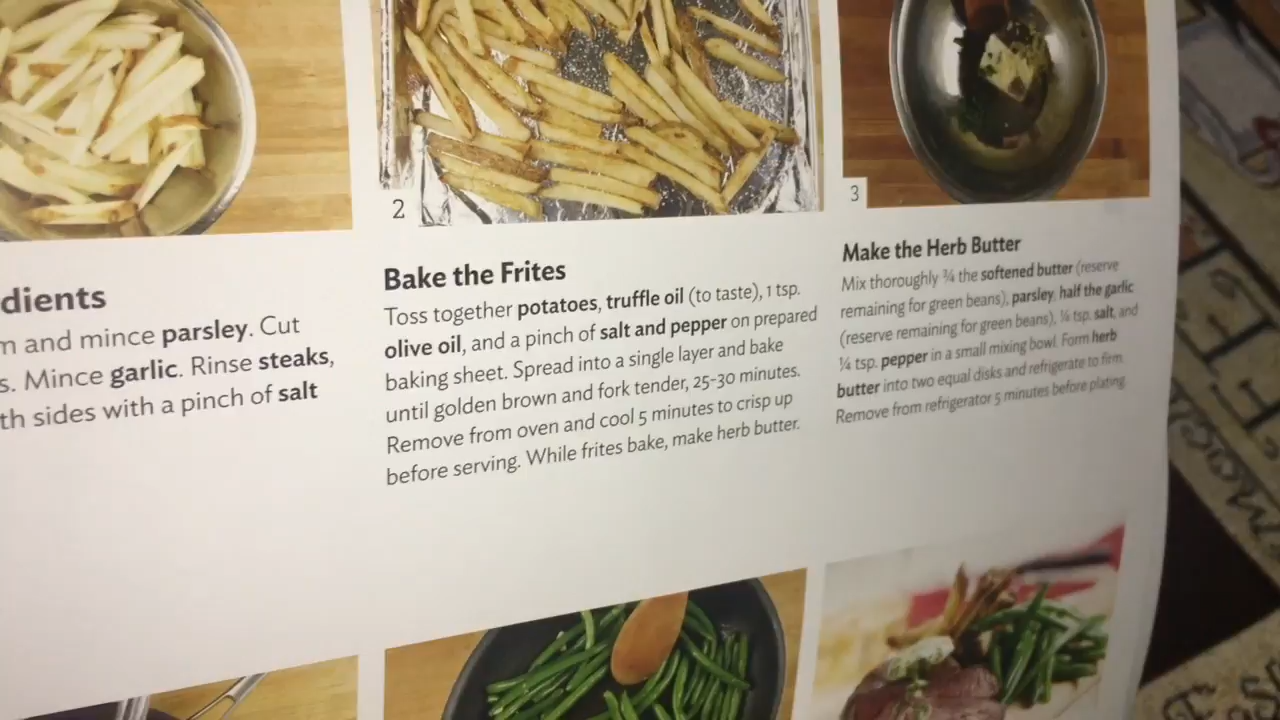 dients
m and mince parsley. Cut
s. Mince garlic. Rinse steaks,
th sides with a pinch of salt
2
Bake the Frites
Toss together potatoes, truffle oil (to taste), 1 tsp.
olive oil, and a pinch of salt and pepper on prepared
baking sheet. Spread into a single layer and bake
until golden brown and fork tender, 25-30 minutes.
Remove from oven and cool 5 minutes to crisp up
before serving. While frites bake, make herb butter.
3
Make the Herb Butter
Mix thoroughly ¾ the softened butter (reserve
remaining for green beans), parsley, half the garlic
(reserve remaining for green beans), ¼ tsp. salt, and
¼ tsp. pepper in a small mixing bowl. Form herb
butter into two equal disks and refrigerate to firm.
Remove from refrigerator 5 minutes before plating.